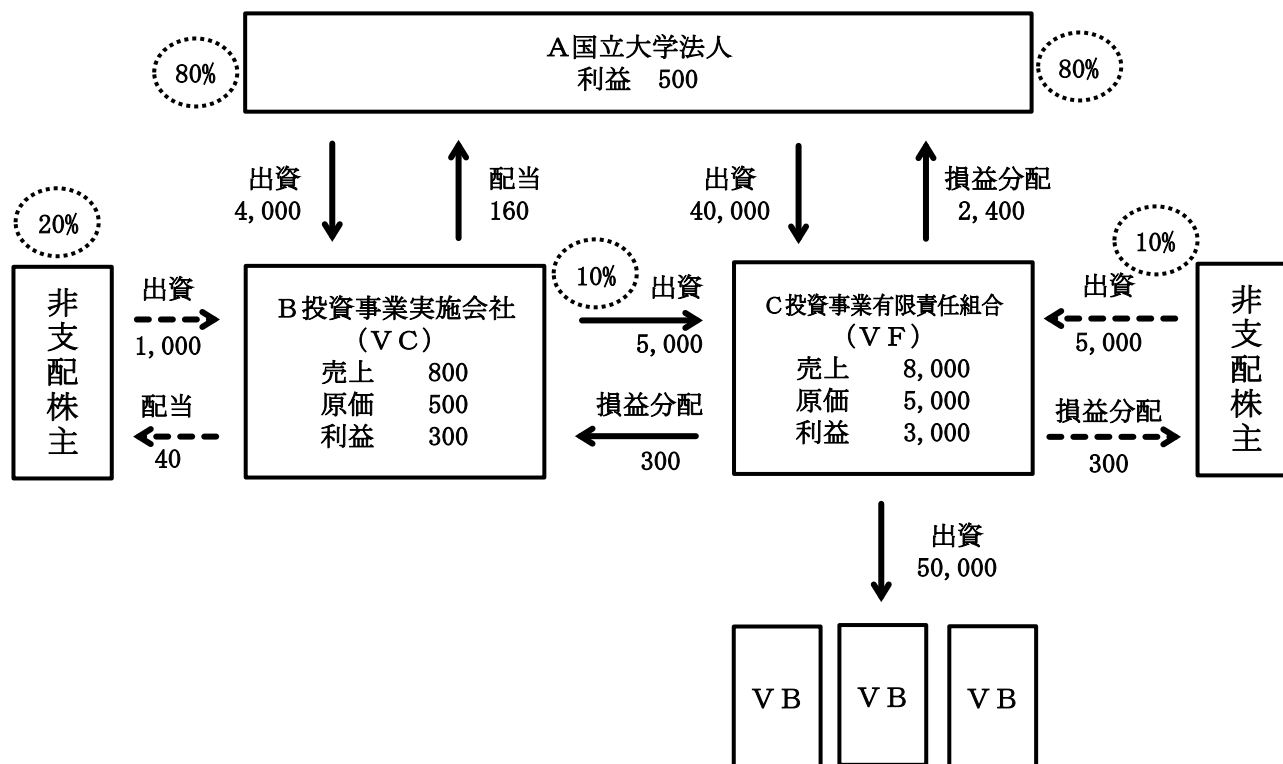 A国立大学法人
利益 500
80%
80%
出資
4,000
配当
160
出資
40,000
損益分配
2,400
20%
非支配株主
出資
1,000
配当
40
B投資事業実施会社
(VC)
売上 800
原価 500
利益 300
10%
出資
5,000
損益分配
300
C投資事業有限責任組合
(VF)
売上 8,000
原価 5,000
利益 3,000
10%
出資
5,000
損益分配
300
非支配株主
出資
50,000
VB
VB
VB